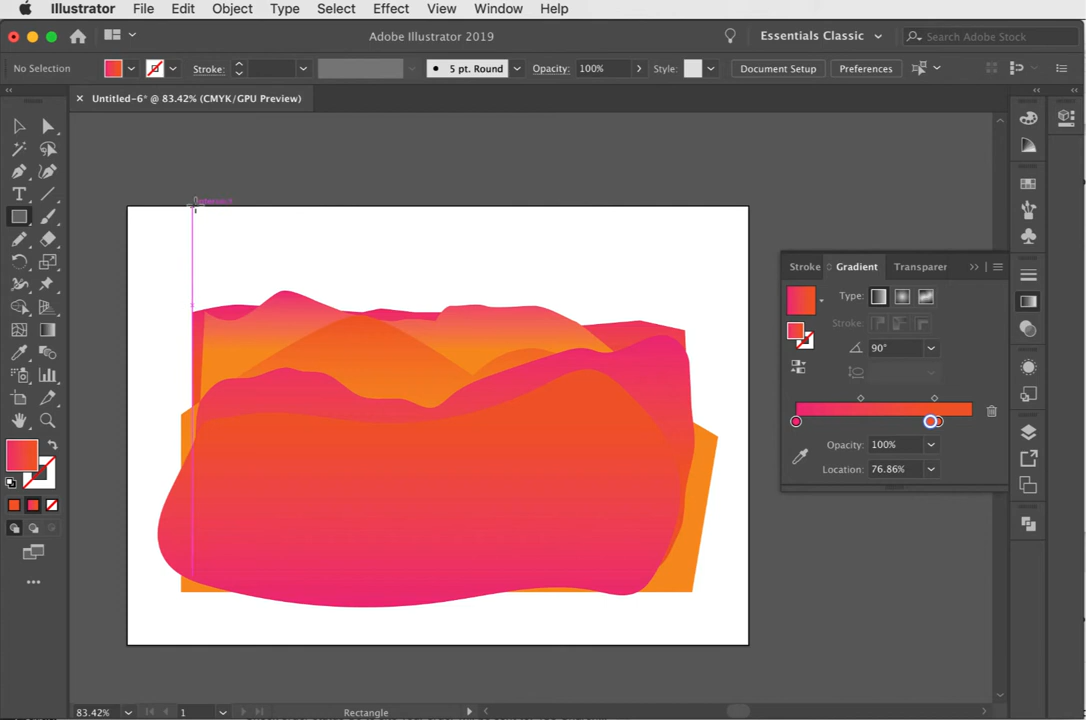 Illustrator File Edit Object Type Select Effect View Window Help
Adobe Illustrator 2019
Essentials Classic
Search Adobe Stock
No Selection
Stroke:
5 pt. Round
Opacity: 100%
Style:
Document Setup
Preferences
Untitled-6* @ 83.42% (CMYK/GPU Preview)
Stroke Gradient Transparer
Type:
Stroke:
90°
Opacity: 100%
Location: 76.86%
83.42%
1
Rectangle